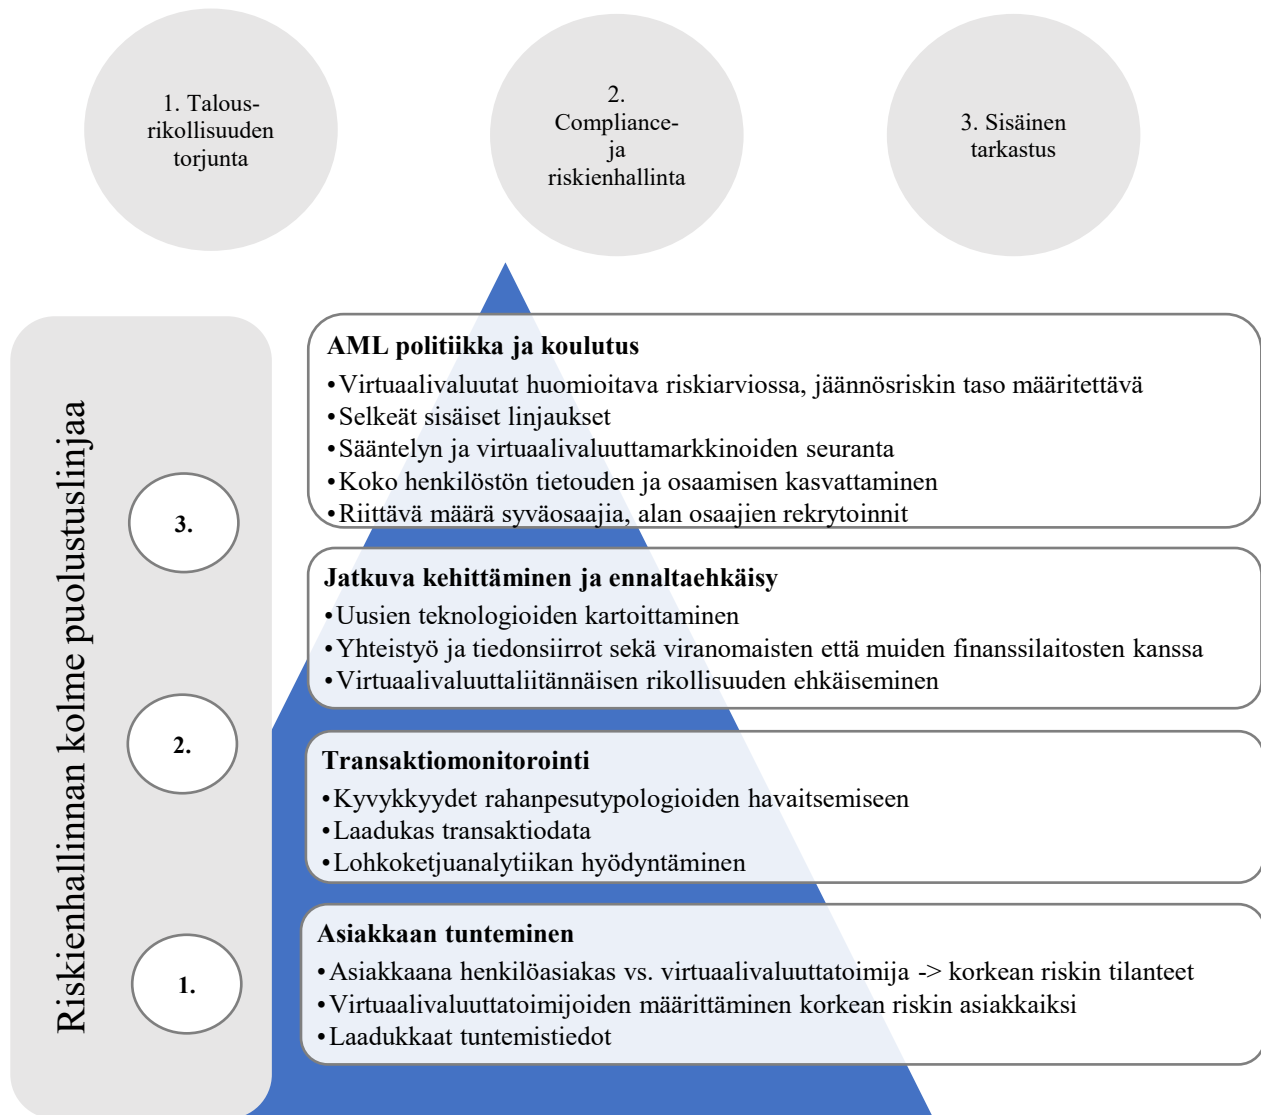 1. Talous-
rikollisuuden
torjunta
2.
Compliance-
ja
riskienhallinta
3. Sisäinen
tarkastus
Riskienhallinnan kolme puolustuslinjaa
3.
2.
1.
AML politiikka ja koulutus
•Virtuaalivaluutat huomioitava riskiarviossa, jäännösriskin taso määritettävä
•Selkeät sisäiset linjaukset
•Sääntelyn ja virtuaalivaluuttamarkkinoiden seuranta
•Koko henkilöstön tietouden ja osaamisen kasvattaminen
•Riittävä määrä syväosaajia, alan osaajien rekrytoinnit
Jatkuva kehittäminen ja ennaltaehkäisy
•Uusien teknologioiden kartoittaminen
•Yhteistyö ja tiedonsiirrot sekä viranomaisten että muiden finanssilaitosten kanssa
•Virtuaalivaluuttaliitännäisen rikollisuuden ehkäiseminen
Transaktiomonitorointi
•Kyvykkyydet rahanpesutypologioiden havaitsemiseen
•Laadukas transaktiodata
•Lohkoketjuanalytiikan hyödyntäminen
Asiakkaan tunteminen
•Asiakkaana henkilöasiakas vs. virtuaalivaluuttatoimija -> korkean riskin tilanteet
•Virtuaalivaluuttatoimijoiden määrittäminen korkean riskin asiakkaiksi
•Laadukkaat tuntemistiedot